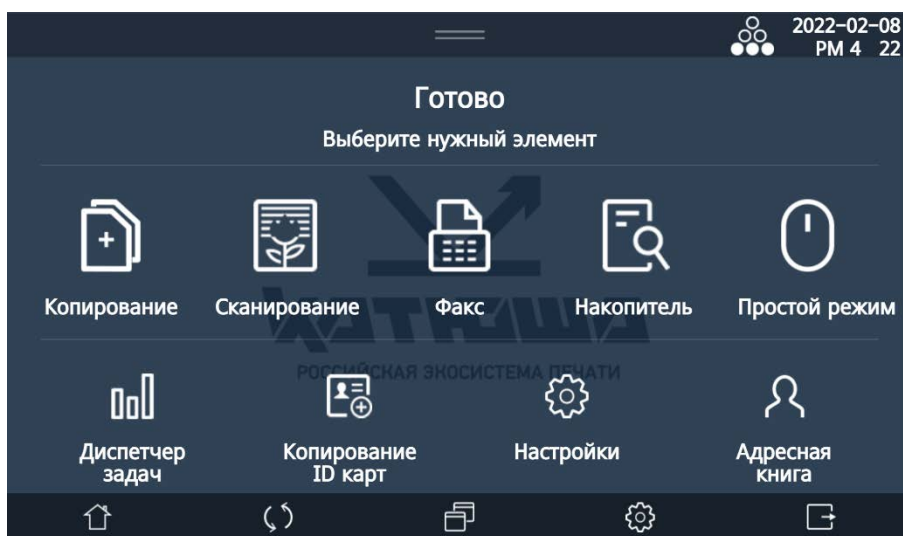 2022-02-08
PM 4 22
Готово
Выберите нужный элемент
Копирование
Сканирование
Факс
Накопитель
Простой режим
катюша
РОССИЙСКАЯ ЭКОСИСТЕМА ПЕЧАТИ
Диспетчер
задач
Копирование
ID карт
Настройки
Адресная
книга